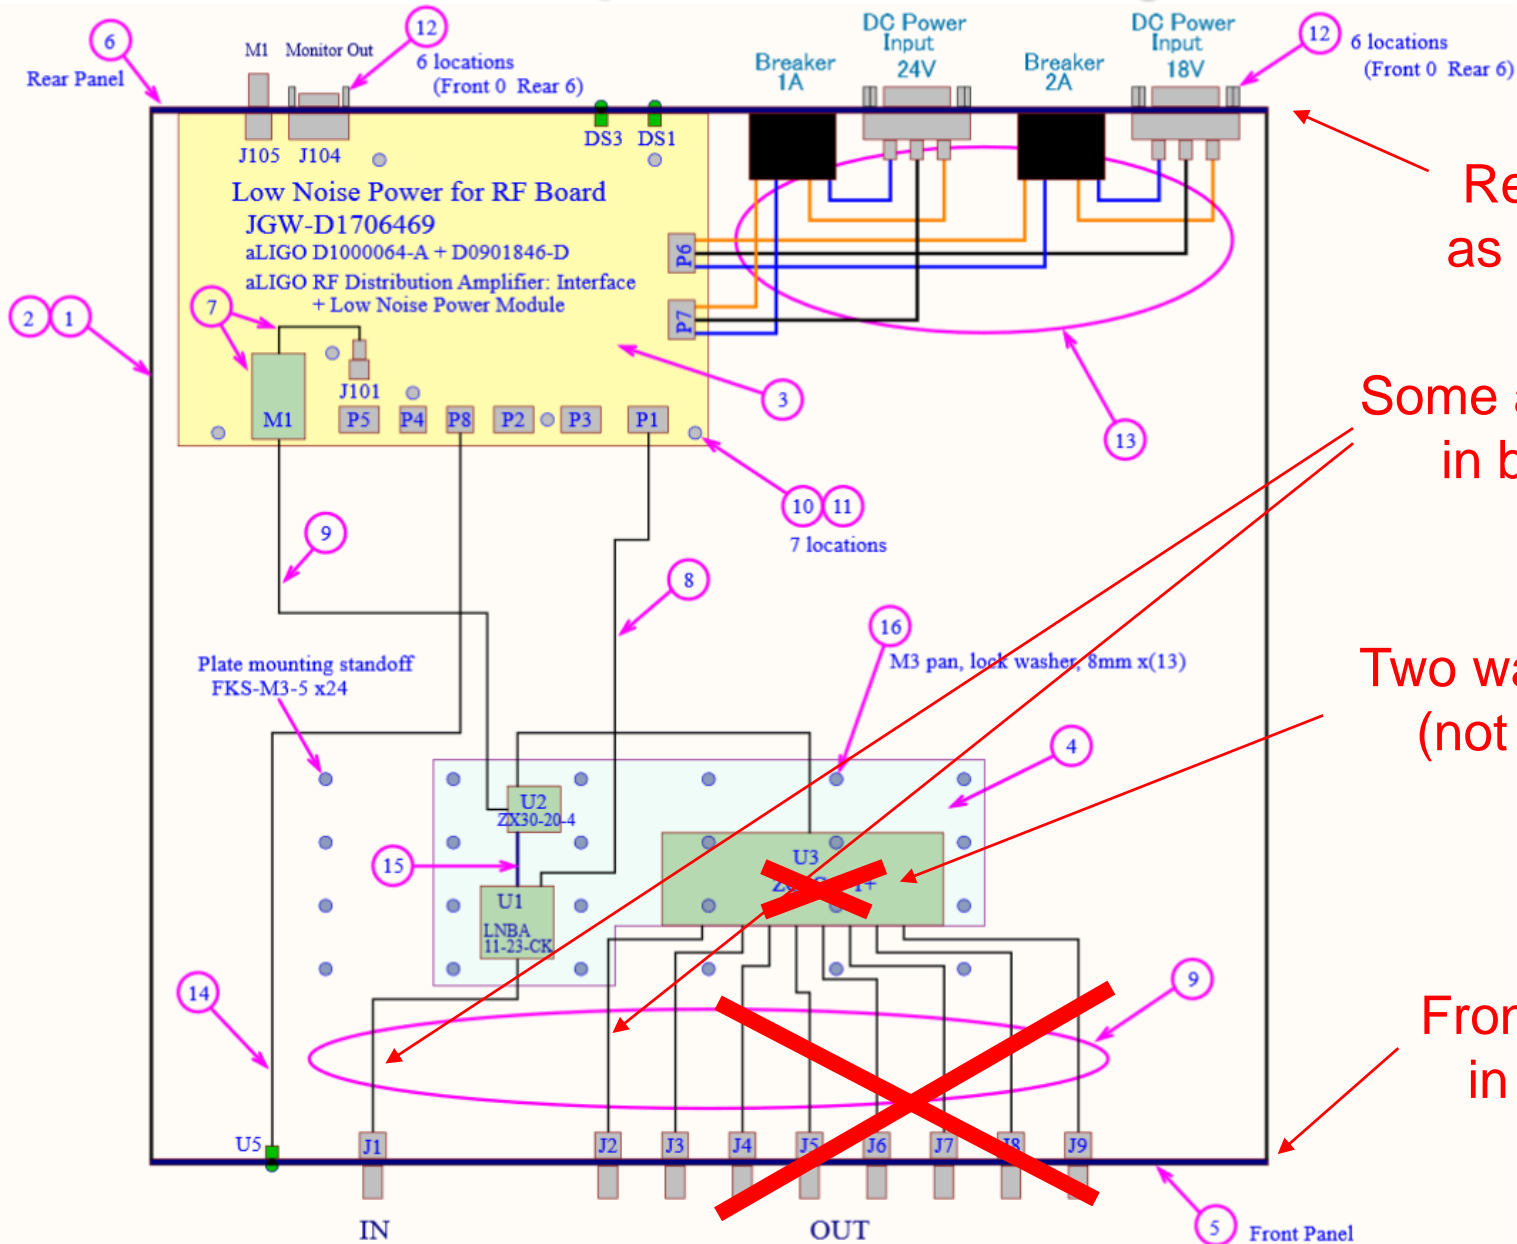 6
Rear Panel
M1
Monitor Out
12
6 locations
(Front 0 Rear 6)
Breaker
1A
DC Power
Input
24V
Breaker
2A
DC Power
Input
18V
12
6 locations
(Front 0 Rear 6)
J105
J104
DS3
DS1
Low Noise Power for RF Board
JGW-D1706469
aLIGO D1000064-A + D0901846-D
aLIGO RF Distribution Amplifier: Interface
+ Low Noise Power Module
P6
P7
Re
as
2
1
7
J101
M1
P5
P4
P8
P2
P3
P1
3
13
Some
in b
10
11
7 locations
9
8
16
M3 pan, lock washer, 8mm x(13)
Plate mounting standoff
FKS-M3-5 x24
Two wa
(not
4
U2
ZX30-20-4
15
U3
U1
LNBA
11-23-CK
14
9
Fron
in
U5
J1
J2
J3
J4
J5
J6
J7
J8
J9
IN
OUT
5
Front Panel